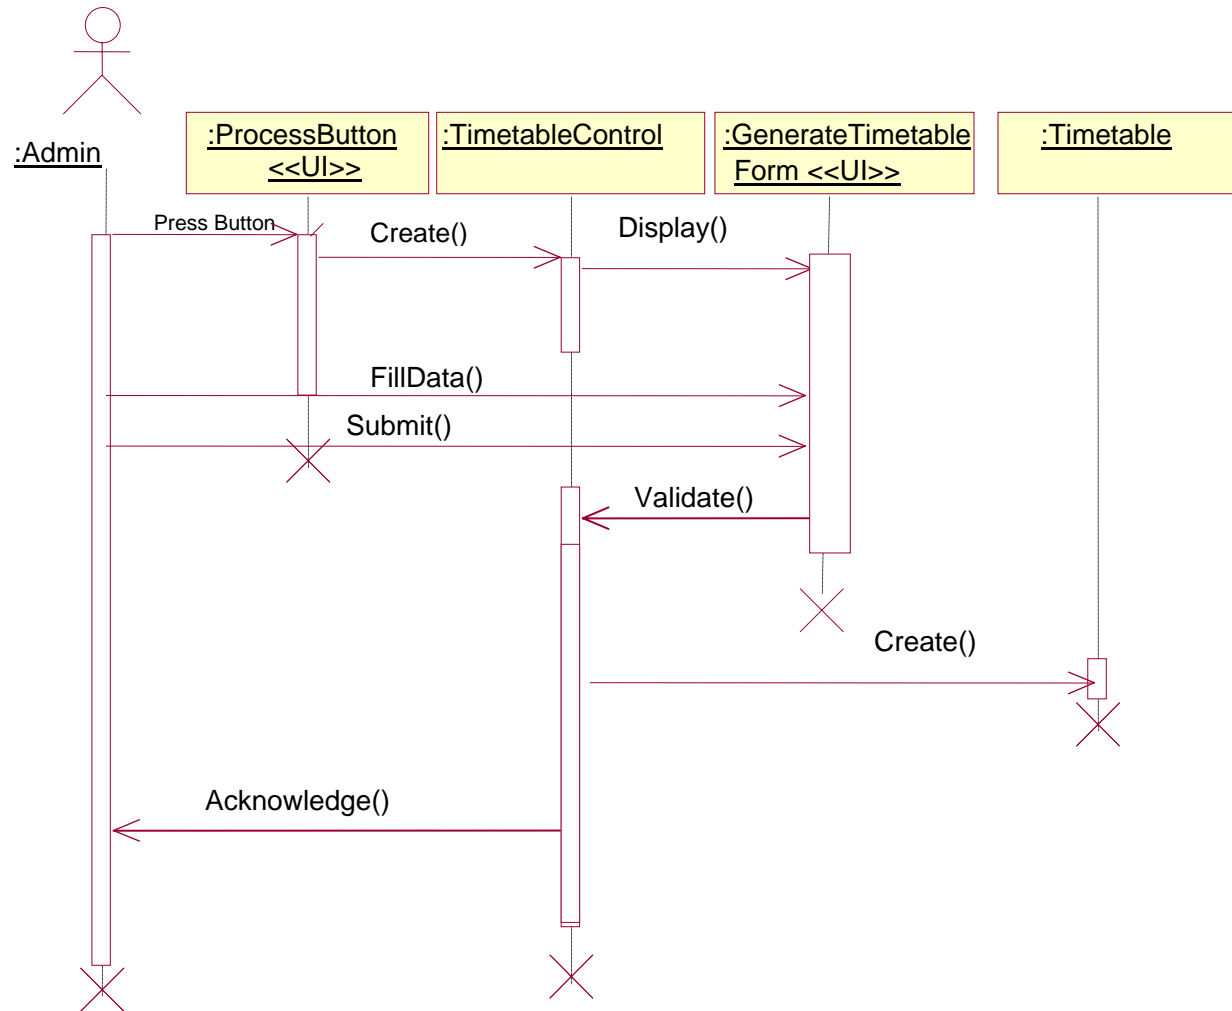 :Admin
:ProcessButton
<<UI>>
:TimetableControl
:GenerateTimetable
Form <<UI>>
:Timetable
Press Button
Create()
Display()
FillData()
Submit()
Validate()
Create()
Acknowledge()